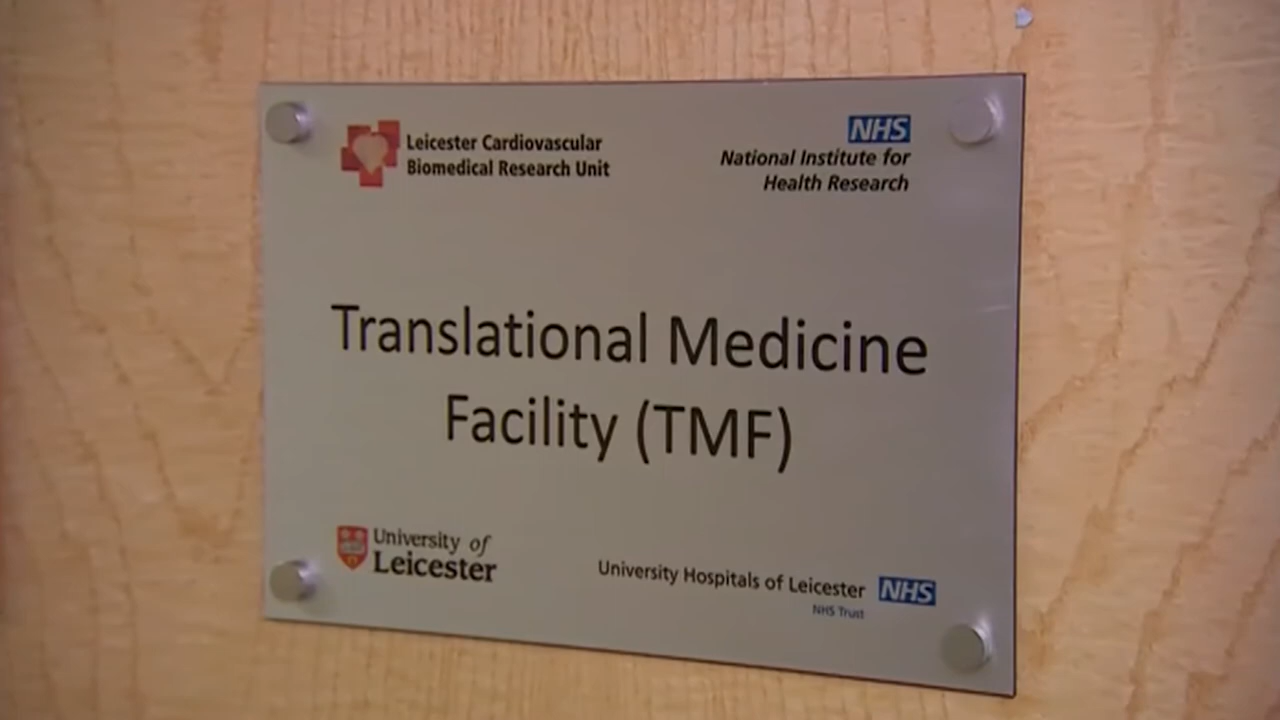 Leicester Cardiovascular
Biomedical Research Unit
NHS
National Institute for
Health Research
Translational Medicine
Facility (TMF)
University of
Leicester
University Hospitals of Leicester NHS
NHS Trust